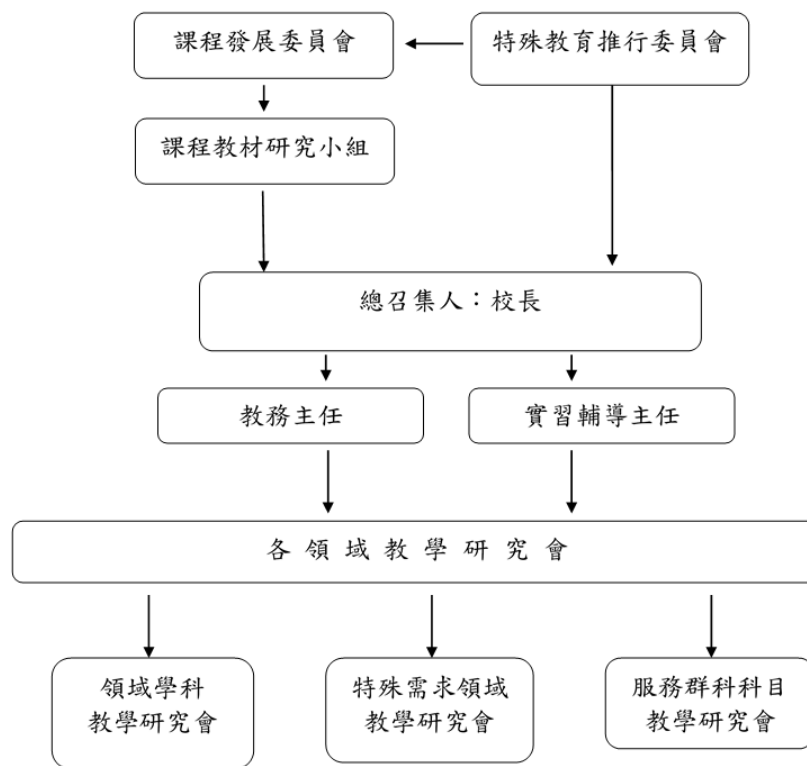 課程發展委員會
特殊教育推行委員會
課程教材研究小組
總召集人：校長
教務主任
實習輔導主任
各領域教學研究會
領域學科
教學研究會
特殊需求領域
教學研究會
服務群科科目
教學研究會